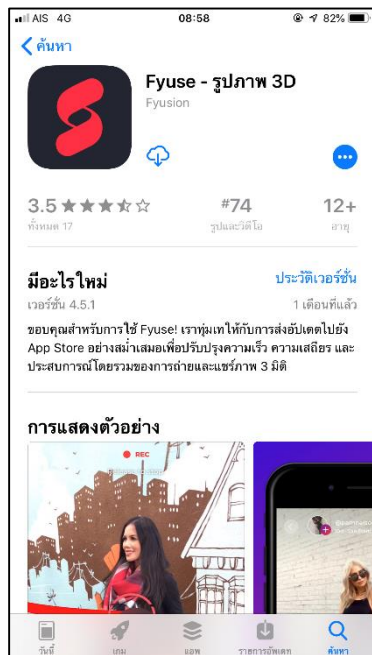 AIS 4G 08:58 82%
ค้นหา
Fyuse - รูปภาพ 3D
Fyusion
3.5 #74 12+
ทั้งหมด 17 รูปและวิดีโอ อายุ
มีอะไรใหม่ ประวัติเวอร์ชั่น
เวอร์ชั่น 4.5.1 1 เดือนที่แล้ว
ขอบคุณสำหรับการใช้ Fyuse! เราทุ่มเทให้กับการส่งอัปเดตไปยัง
App Store อย่างสม่ำเสมอเพื่อปรับปรุงความเร็ว ความเสถียร และ
ประสบการณ์โดยรวมของการถ่ายและแชร์ภาพ 3 มิติ
การแสดงตัวอย่าง
REC
วันนี้ เกม แอพ รายการอัพเดท ค้นหา